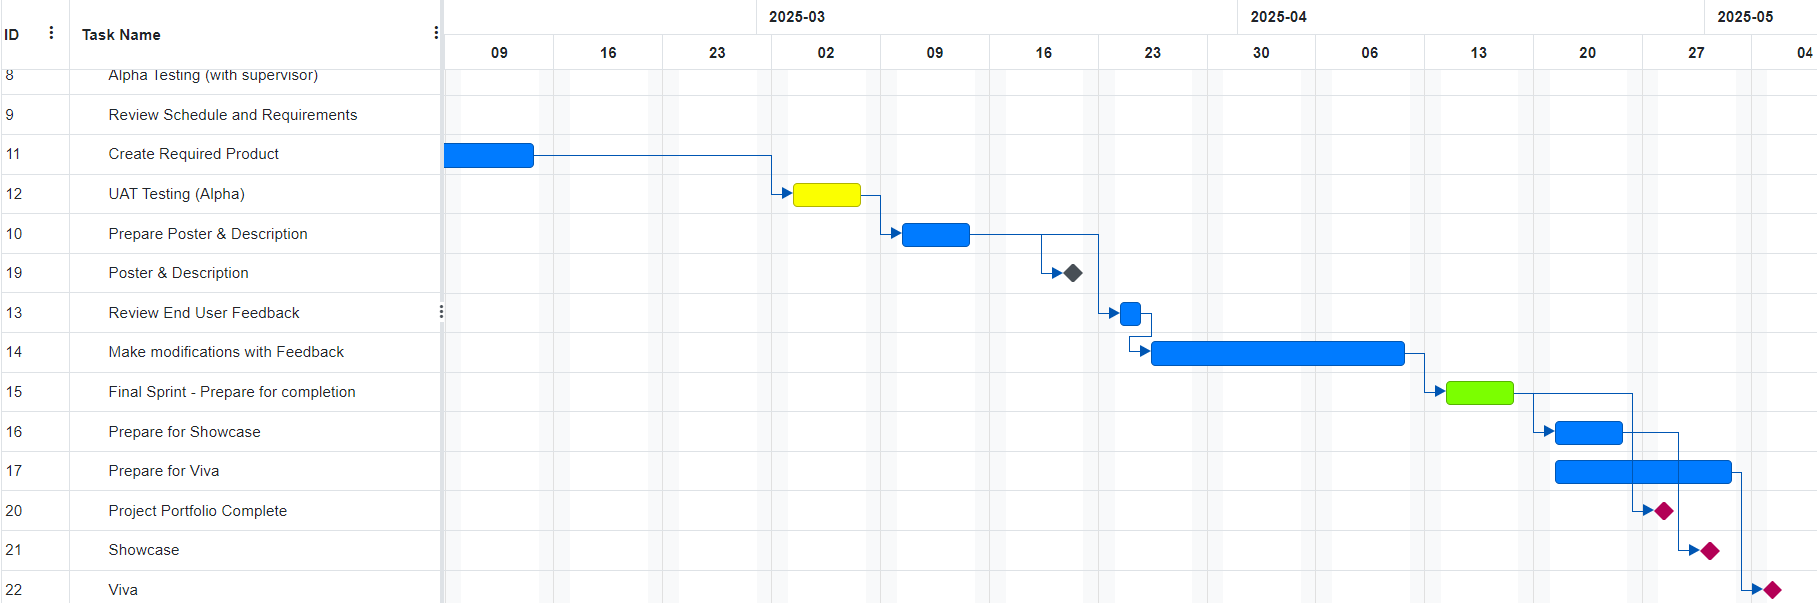 2025-03 2025-04 2025-05
ID Task Name
09 16 23 02 09 16 23 30 06 13 20 27 04
8 Alpha Testing (with supervisor)
9 Review Schedule and Requirements
11 Create Required Product
12 UAT Testing (Alpha)
10 Prepare Poster & Description
19 Poster & Description
13 Review End User Feedback
14 Make modifications with Feedback
15 Final Sprint - Prepare for completion
16 Prepare for Showcase
17 Prepare for Viva
20 Project Portfolio Complete
21 Showcase
22 Viva